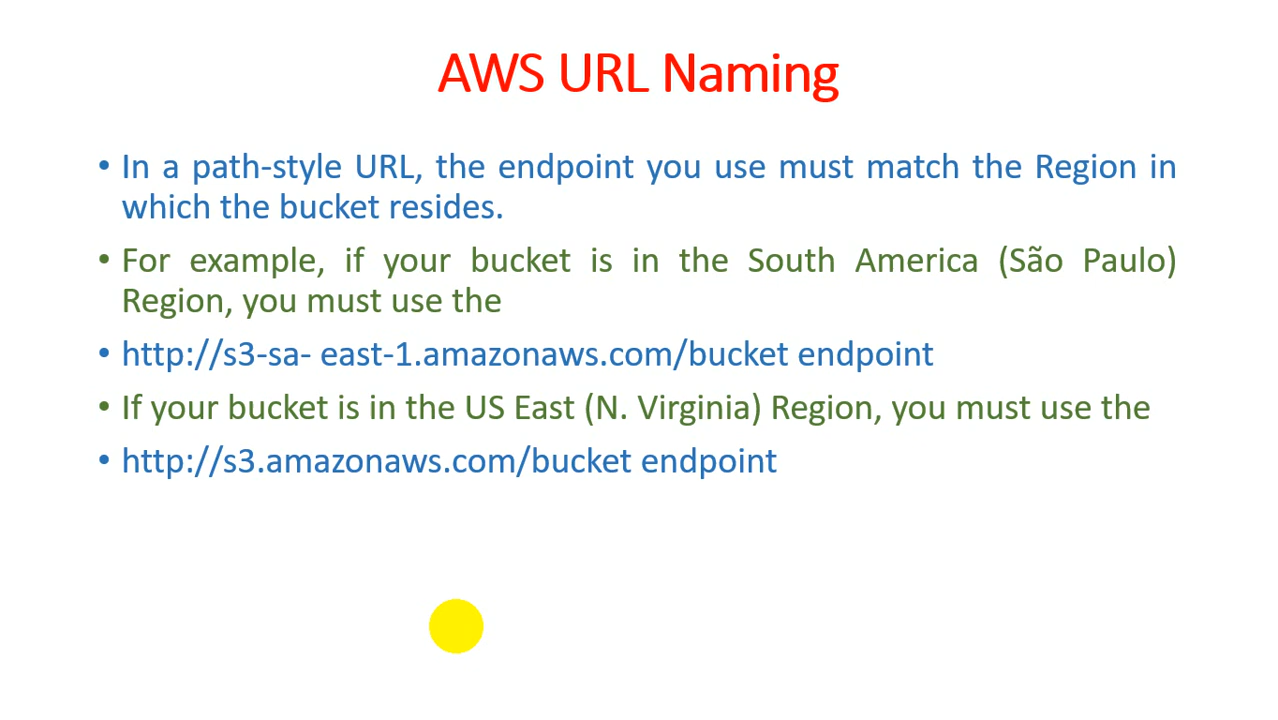 AWS URL Naming
• In a path-style URL, the endpoint you use must match the Region in
which the bucket resides.
• For example, if your bucket is in the South America (São Paulo)
Region, you must use the
• http://s3-sa- east-1.amazonaws.com/bucket endpoint
• If your bucket is in the US East (N. Virginia) Region, you must use the
• http://s3.amazonaws.com/bucket endpoint